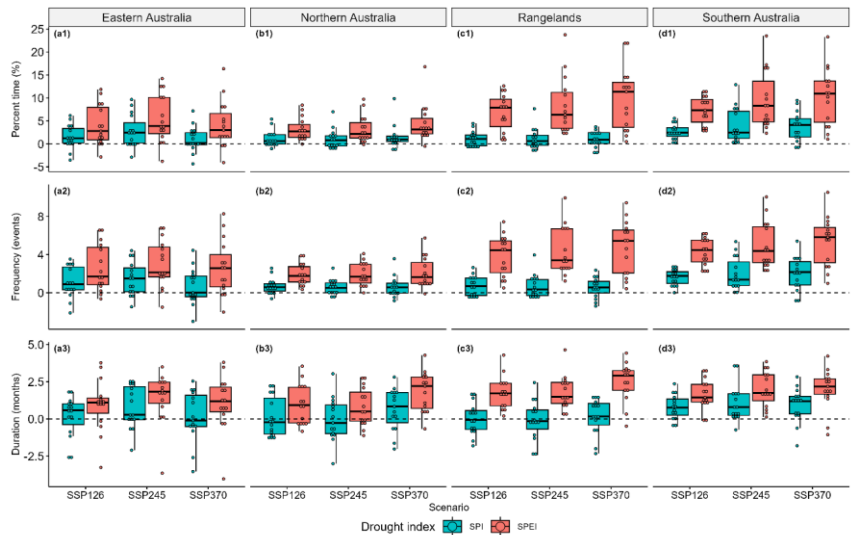 Eastern Australia Northern Australia Rangelands Southern Australia
(a1) (b1) (c1) (d1)
Percent time (%)
25
20
15
10
5
0
-5
(a2) (b2) (c2) (d2)
Frequency (events)
8
4
0
(a3) (b3) (c3) (d3)
Duration (months)
5.0
2.5
0.0
-2.5
SSP126 SSP245 SSP370 SSP126 SSP245 SSP370 SSP126 SSP245 SSP370 SSP126 SSP245 SSP370
Scenario
Drought index SPI SPEI